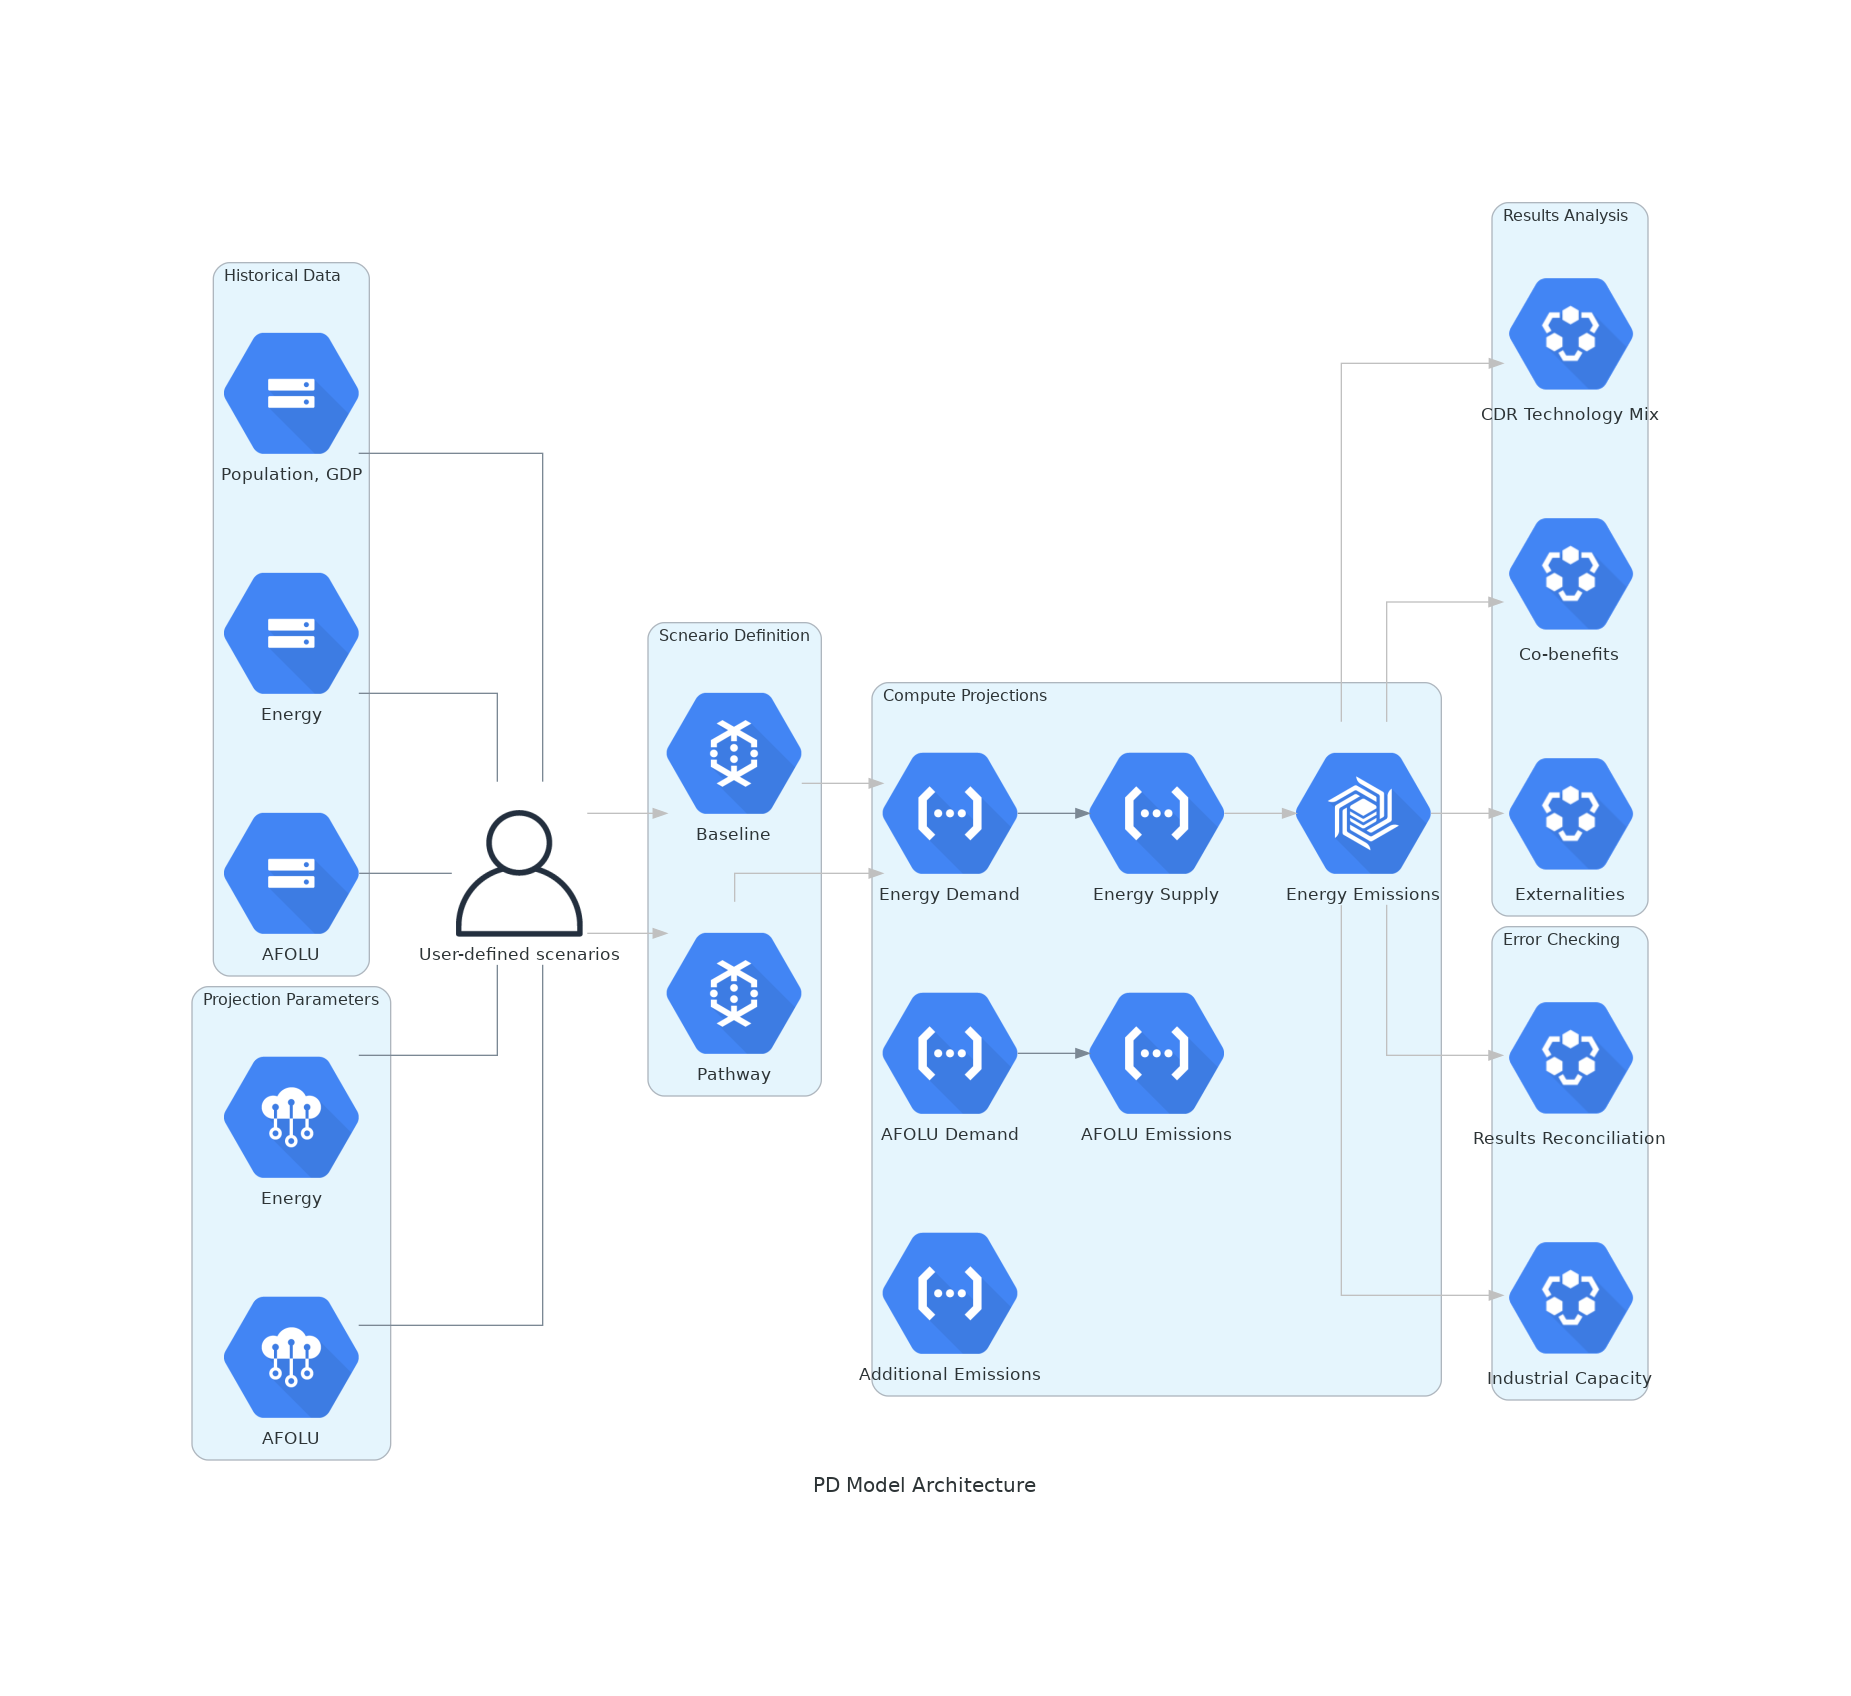 Historical Data
Population, GDP
Energy
AFOLU
Projection Parameters
Energy
AFOLU
User-defined scenarios
Scneario Definition
Baseline
Pathway
Compute Projections
Energy Demand
Energy Supply
Energy Emissions
AFOLU Demand
AFOLU Emissions
Additional Emissions
Results Analysis
CDR Technology Mix
Co-benefits
Externalities
Error Checking
Results Reconciliation
Industrial Capacity
PD Model Architecture